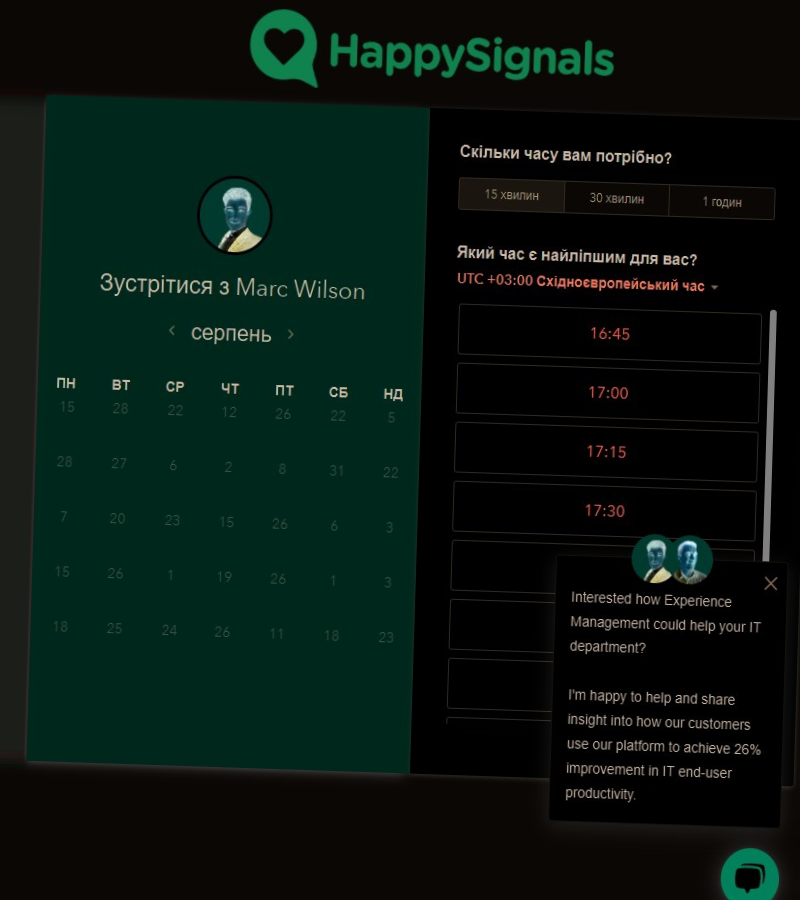 HappySignals
Зустрітися з Marc Wilson
серпень
ПН ВТ СР ЧТ ПТ СБ НД
15 28 22 12 26 22 5
28 27 6 2 8 31 22
7 20 23 15 26 6 3
15 26 1 19 26 1 3
18 25 24 26 11 18 23
Скільки часу вам потрібно?
15 хвилин 30 хвилин 1 годин
Який час є найліпшим для вас?
UTC +03:00 Східноєвропейський час
16:45
17:00
17:15
17:30
Interested how Experience
Management could help your IT
department?
I'm happy to help and share
insight into how our customers
use our platform to achieve 26%
improvement in IT end-user
productivity.